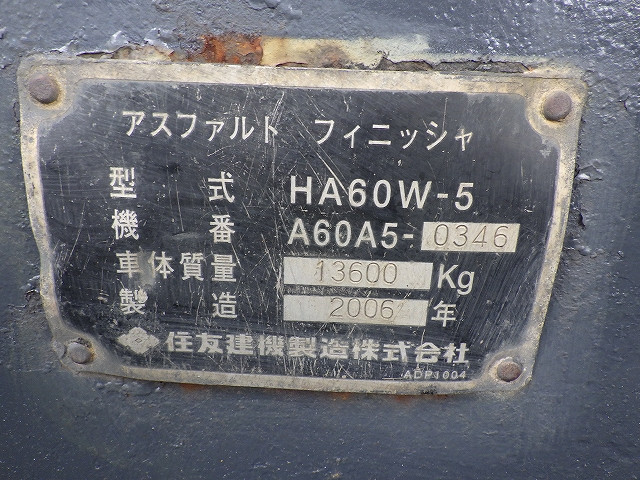 アスファルト フィニッシャ
型式 HA60W-5
機番 A60A5-0346
車体質量 13600 Kg
製造 2006 年
住友建機製造株式会社
ADP1004